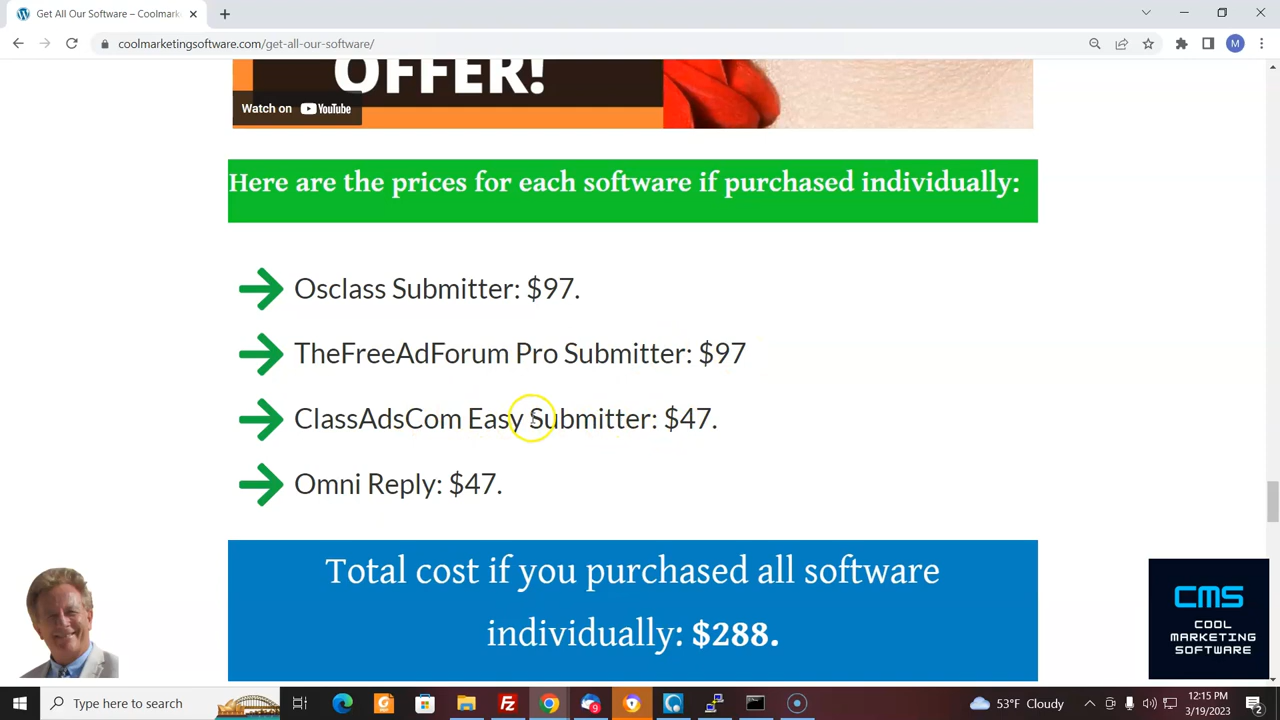 Get All Our Software – Coolmark
coolmarketingsoftware.com/get-all-our-software/
M
OFFER!
Watch on YouTube
Here are the prices for each software if purchased individually:
Osclass Submitter: $97.
TheFreeAdForum Pro Submitter: $97
ClassAdsCom Easy Submitter: $47.
Omni Reply: $47.
Total cost if you purchased all software
individually: $288.
CMS
COOL
MARKETING
SOFTWARE
Type here to search
53°F Cloudy
12:15 PM
3/19/2023